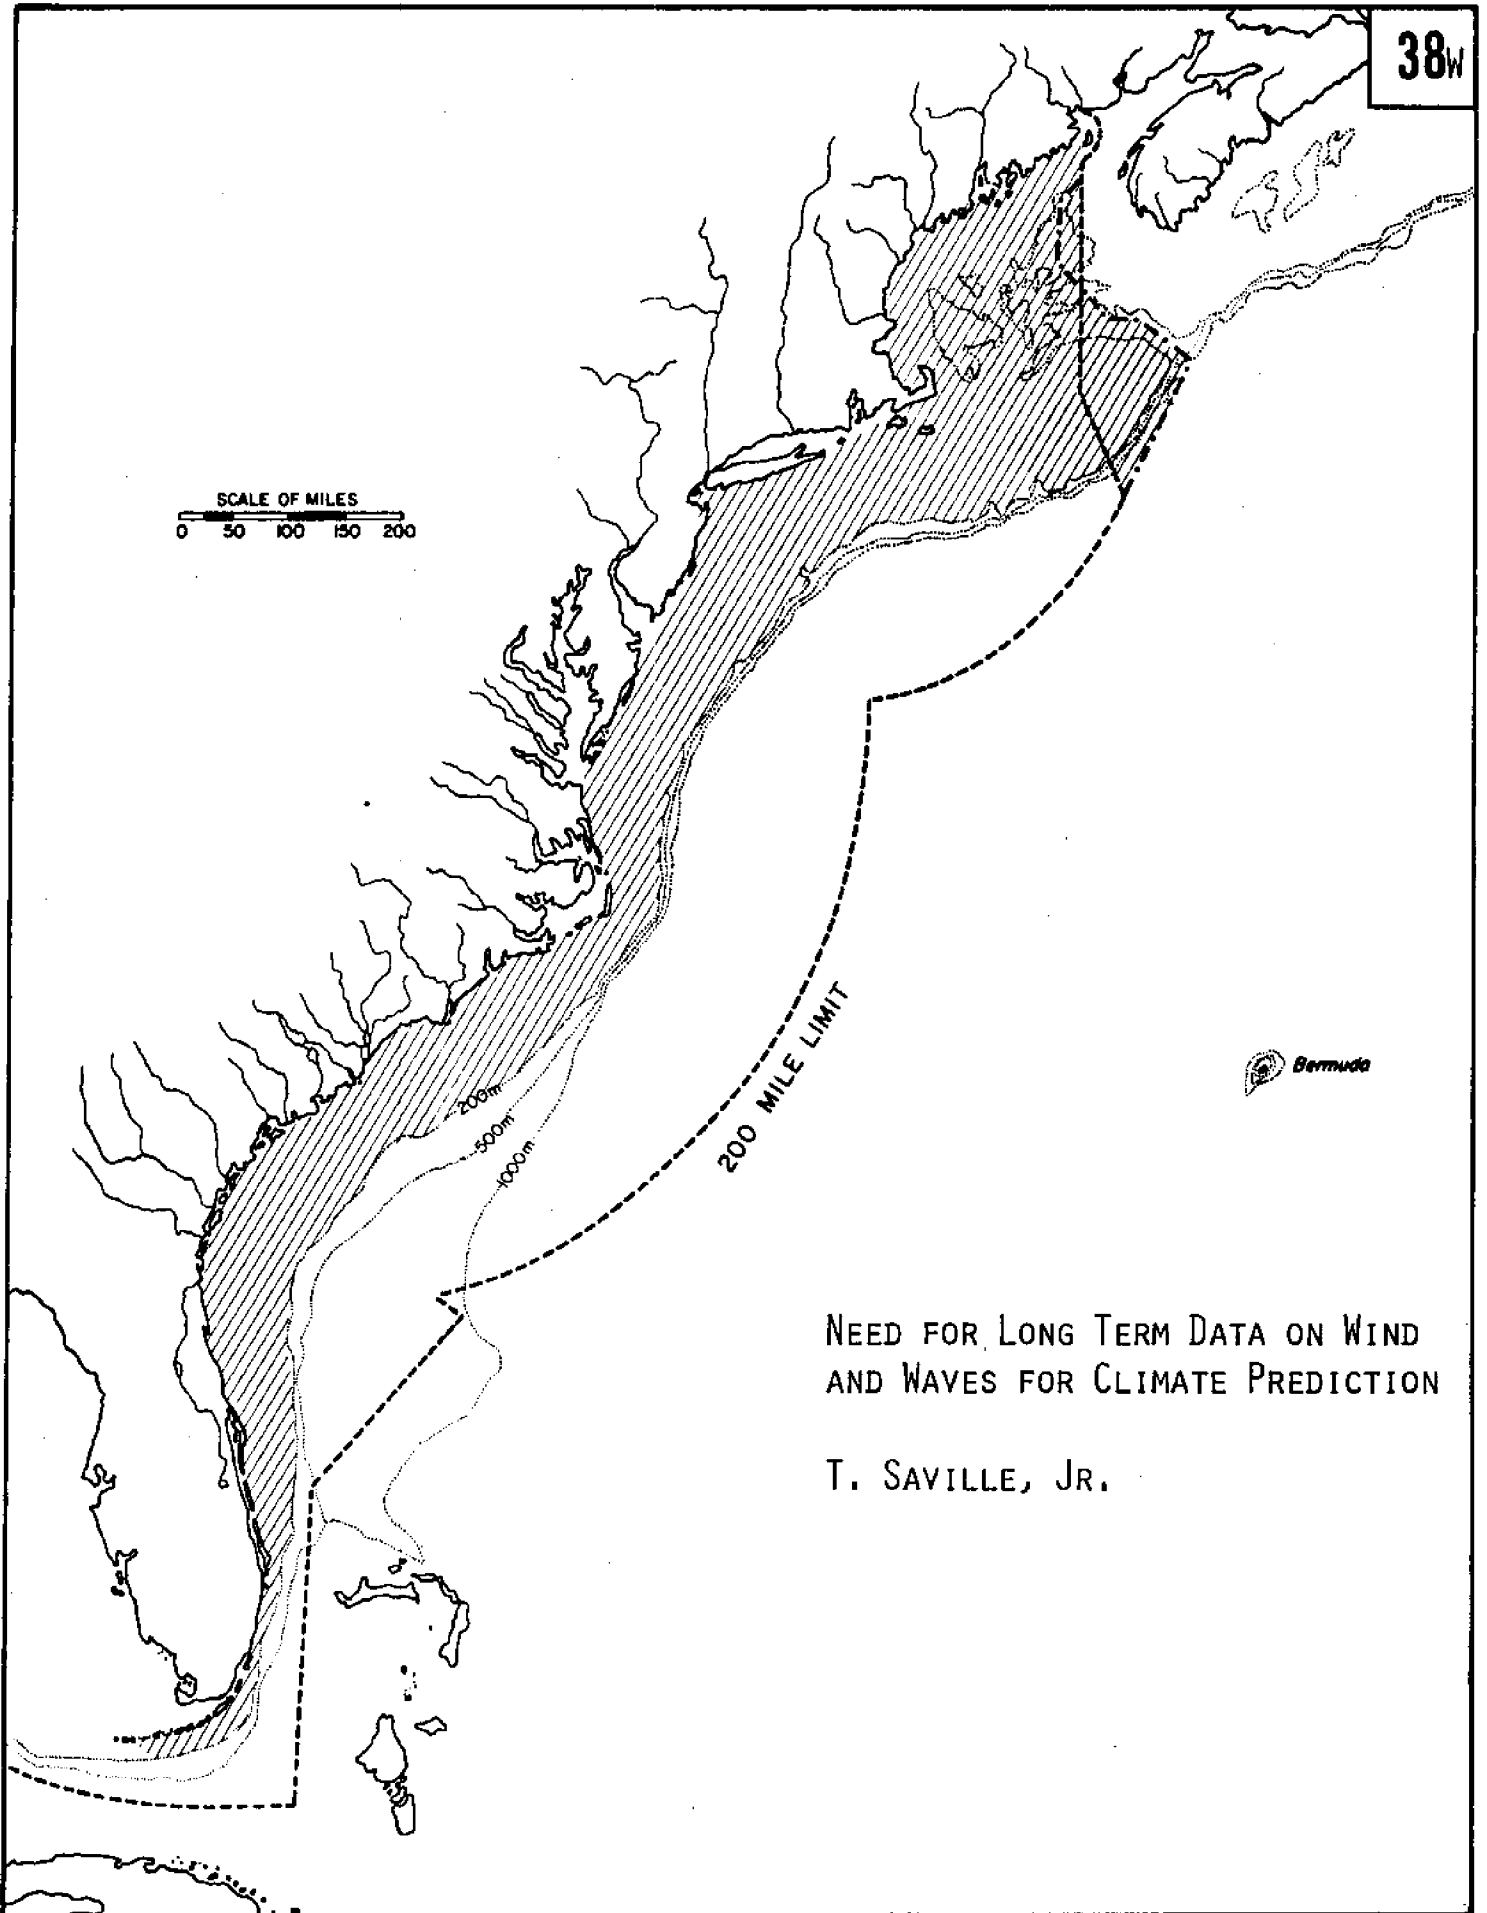 38W
SCALE OF MILES
0 50 100 150 200
200 MILE LIMIT
Bermuda
200m
500m
1000m
NEED FOR LONG TERM DATA ON WIND
AND WAVES FOR CLIMATE PREDICTION
T. SAVILLE, JR.